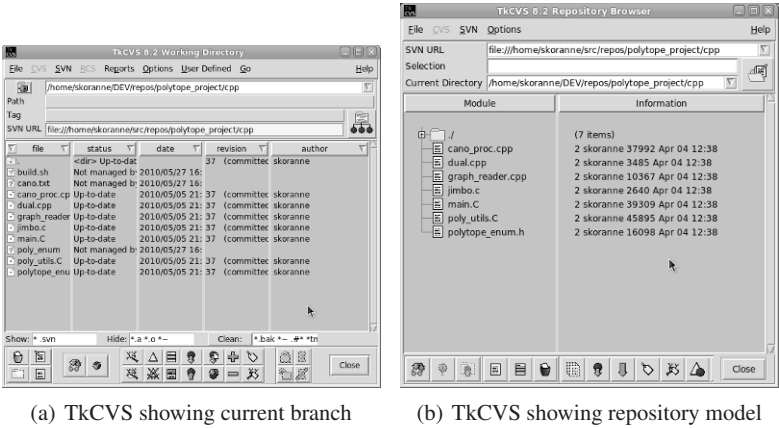 TkCVS 8.2 Working Directory
File CVS SVN RCS Reports Options User Defined Go Help
/home/skoranne/DEV/repos/polytope_project/cpp
Path
Tag
SVN URL file:///home/skoranne/src/repos/polytope_project/cpp
file status date revision author
. <dir> Up-to-dat 37 (committec skoranne
build.sh Not managed by 2010/05/27 16:
cano.txt Not managed by 2010/05/27 16:
cano_proc.cp Up-to-date 2010/05/05 21: 37 (committec skoranne
dual.cpp Up-to-date 2010/05/05 21: 37 (committec skoranne
graph_reader Up-to-date 2010/05/05 21: 37 (committec skoranne
jimbo.c Up-to-date 2010/05/05 21: 37 (committec skoranne
main.C Up-to-date 2010/05/05 21: 37 (committec skoranne
poly_enum Not managed by 2010/05/27 16:
poly_utils.C Up-to-date 2010/05/05 21: 37 (committec skoranne
polytope_enu Up-to-date 2010/05/05 21: 37 (committec skoranne
Show: * .svn Hide: *.a *.o *~ Clean: *.bak *~ .#* *tn
Close
(a) TkCVS showing current branch
TkCVS 8.2 Repository Browser
File CVS SVN Options Help
SVN URL file:///home/skoranne/src/repos/polytope_project/cpp
Selection
Current Directory /home/skoranne/DEV/repos/polytope_project/cpp
Module Information
./ (7 items)
cano_proc.cpp 2 skoranne 37992 Apr 04 12:38
dual.cpp 2 skoranne 3485 Apr 04 12:38
graph_reader.cpp 2 skoranne 10367 Apr 04 12:38
jimbo.c 2 skoranne 2640 Apr 04 12:38
main.C 2 skoranne 39309 Apr 04 12:38
poly_utils.C 2 skoranne 45895 Apr 04 12:38
polytope_enum.h 2 skoranne 16098 Apr 04 12:38
Close
(b) TkCVS showing repository model